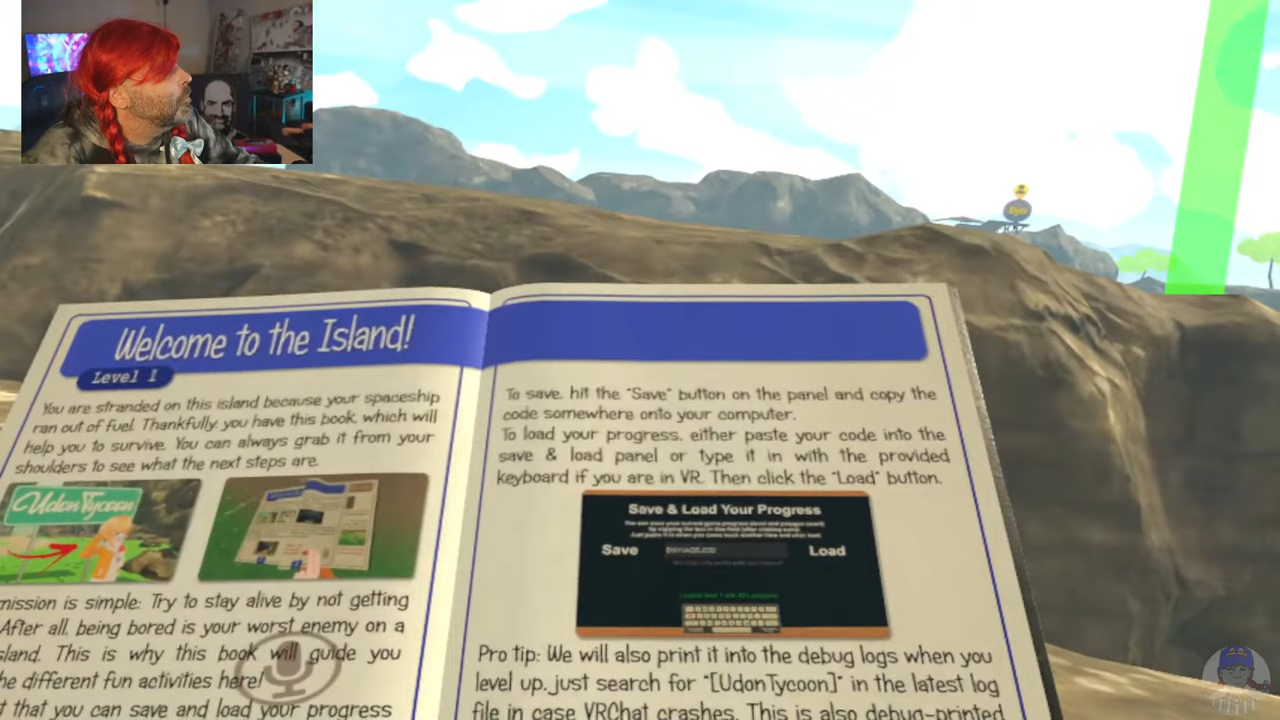 Eyo
Welcome to the Island!
Level 1
You are stranded on this island because your spaceship
ran out of fuel. Thankfully, you have this book, which will
help you to survive. You can always grab it from your
shoulders to see what the next steps are.
UdonTycoon
mission is simple: Try to stay alive by not getting
After all, being bored is your worst enemy on a
sland. This is why this book will guide you
he different fun activities here!
t that you can save and load your progress
To save, hit the "Save" button on the panel and copy the
code somewhere onto your computer.
To load your progress, either paste your code into the
save & load panel or type it in with the provided
keyboard if you are in VR. Then click the "Load" button.
Save & Load Your Progress
Save
Load
Pro tip: We will also print it into the debug logs when you
level up, just search for "[UdonTycoon]" in the latest log
file in case VRChat crashes. This is also debug-printed